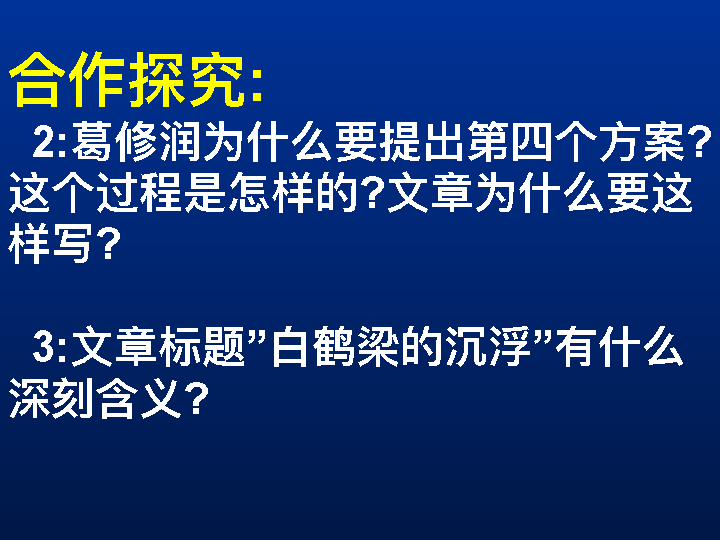 合作探究:
2:葛修润为什么要提出第四个方案?
这个过程是怎样的?文章为什么要这
样写?
3:文章标题”白鹤梁的沉浮”有什么
深刻含义?